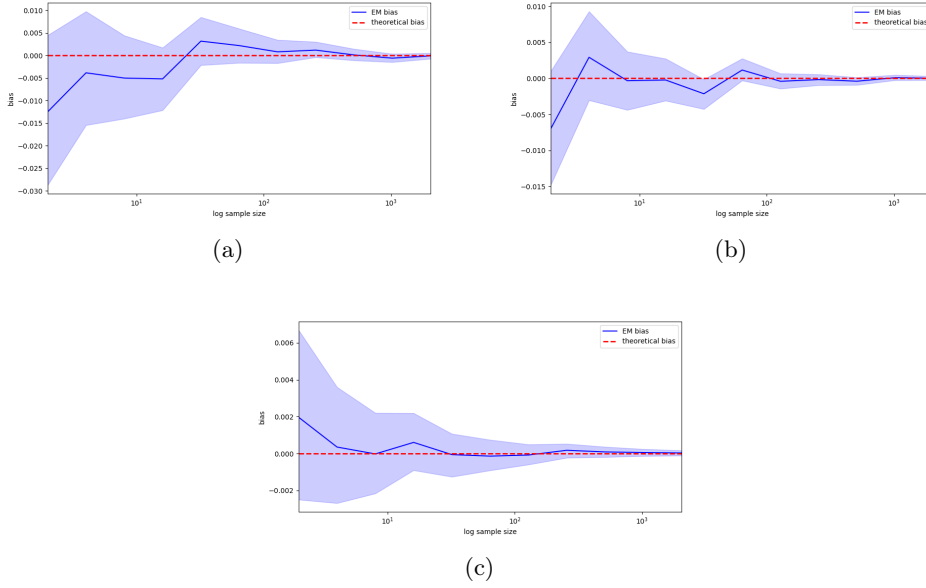 0.010
0.005
0.000
−0.005
−0.010
−0.015
−0.020
−0.025
−0.030
bias
EM bias
theoretical bias
10¹ 10² 10³
log sample size
(a)
0.010
0.005
0.000
−0.005
−0.010
−0.015
bias
EM bias
theoretical bias
10¹ 10² 10³
log sample size
(b)
0.006
0.004
0.002
0.000
−0.002
bias
EM bias
theoretical bias
10¹ 10² 10³
log sample size
(c)